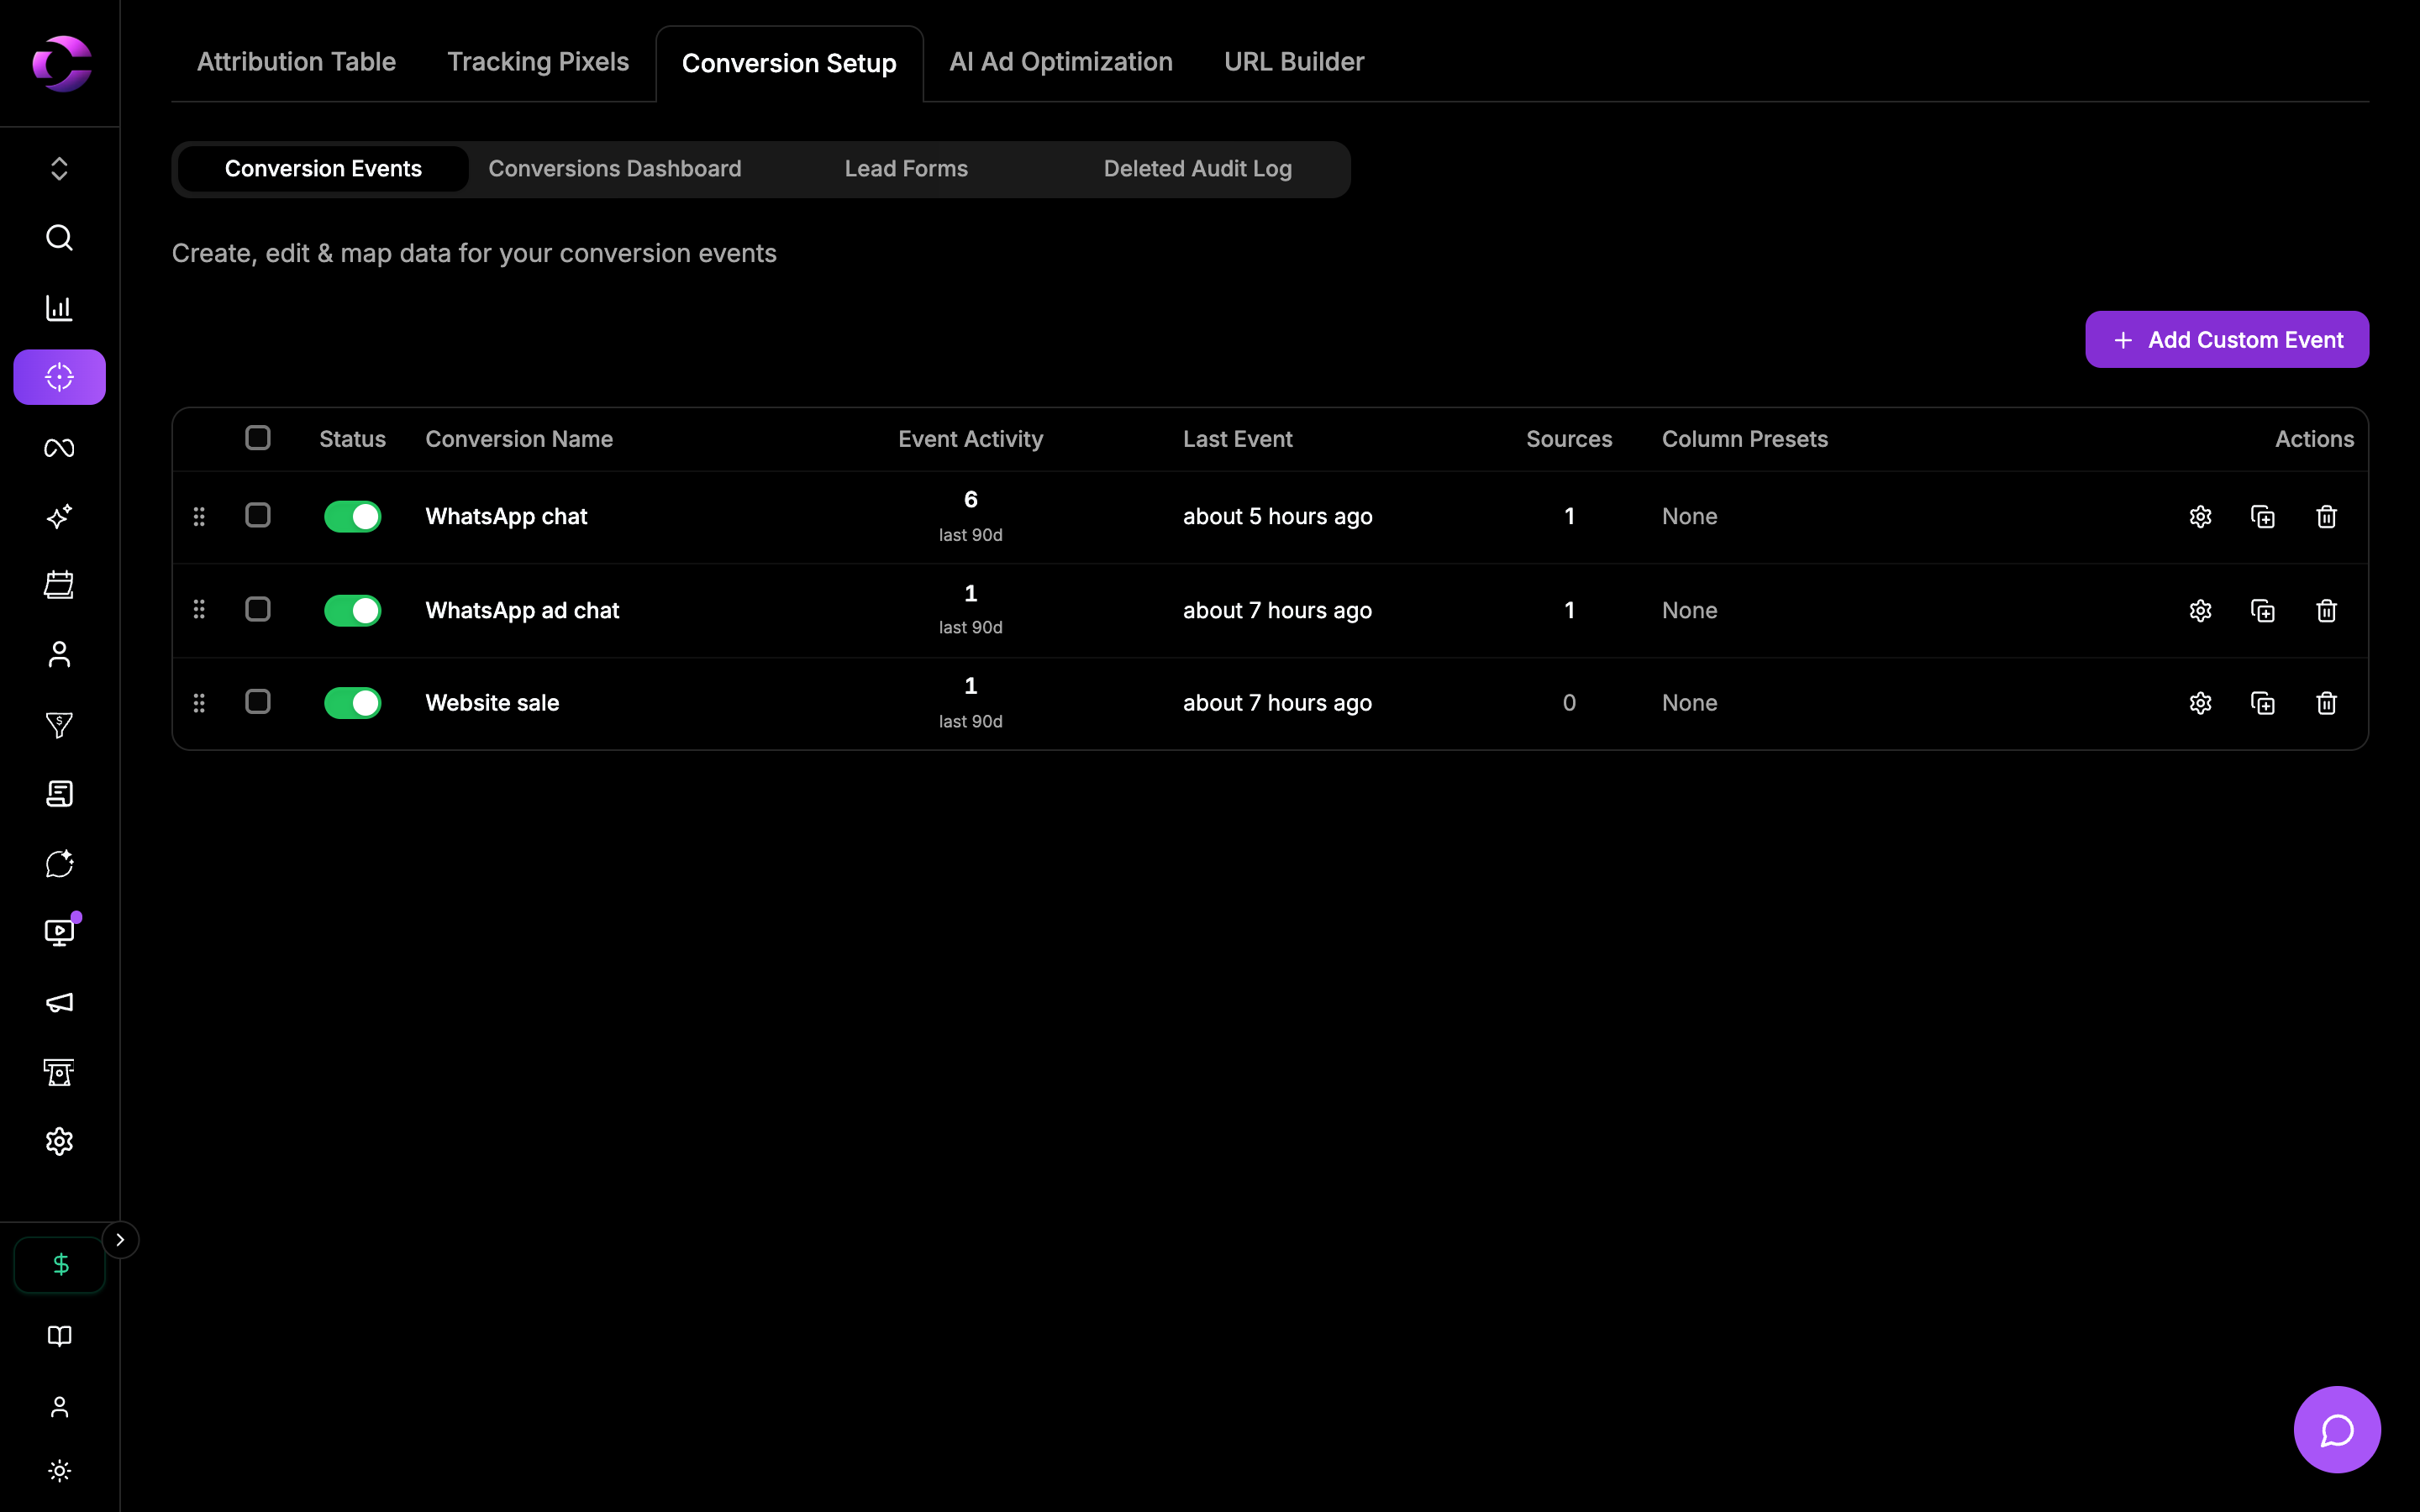 Attribution Table
Tracking Pixels
Conversion Setup
AI Ad Optimization
URL Builder
Conversion Events
Conversions Dashboard
Lead Forms
Deleted Audit Log
Create, edit & map data for your conversion events
Add Custom Event
Status
Conversion Name
Event Activity
Last Event
Sources
Column Presets
Actions
WhatsApp chat
6
last 90d
about 5 hours ago
1
None
WhatsApp ad chat
1
last 90d
about 7 hours ago
1
None
Website sale
1
last 90d
about 7 hours ago
0
None